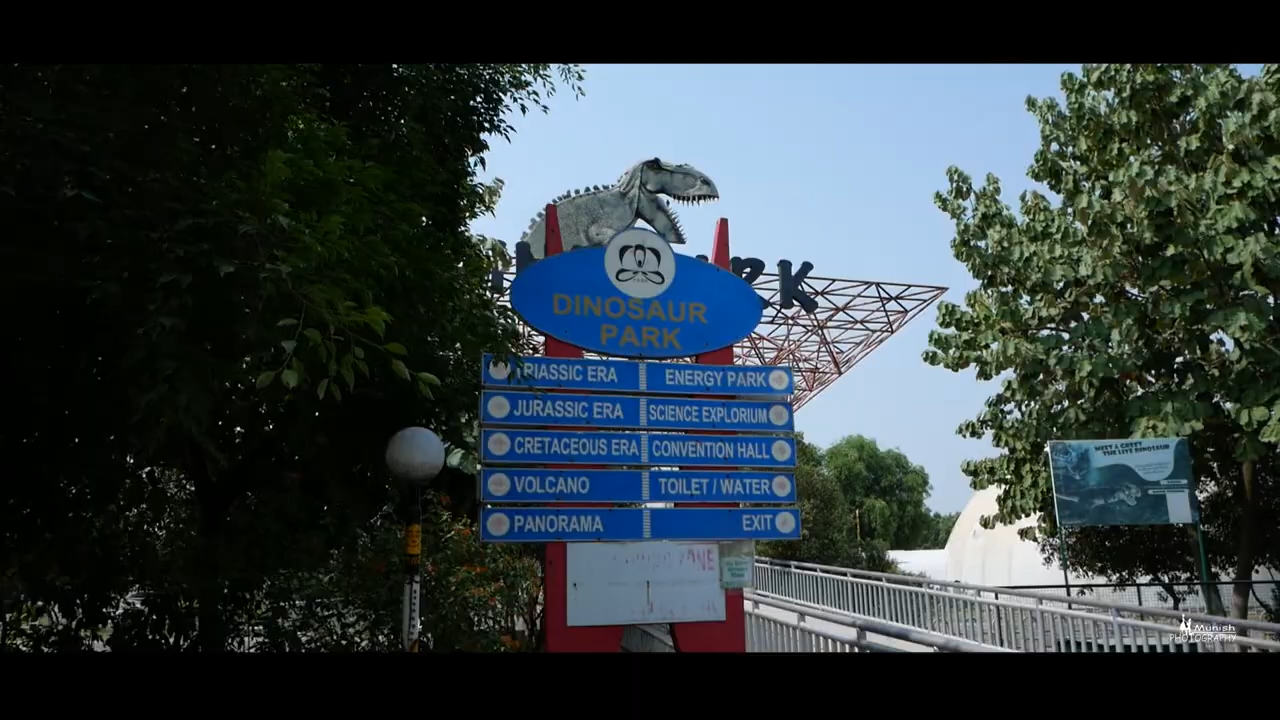 RK
DINOSAUR
PARK
TRIASSIC ERA
ENERGY PARK
JURASSIC ERA
SCIENCE EXPLORIUM
CRETACEOUS ERA
CONVENTION HALL
VOLCANO
TOILET / WATER
PANORAMA
EXIT
MEET & GREET
THE LIVE DINOSAUR
Munish
PHOTOGRAPHY